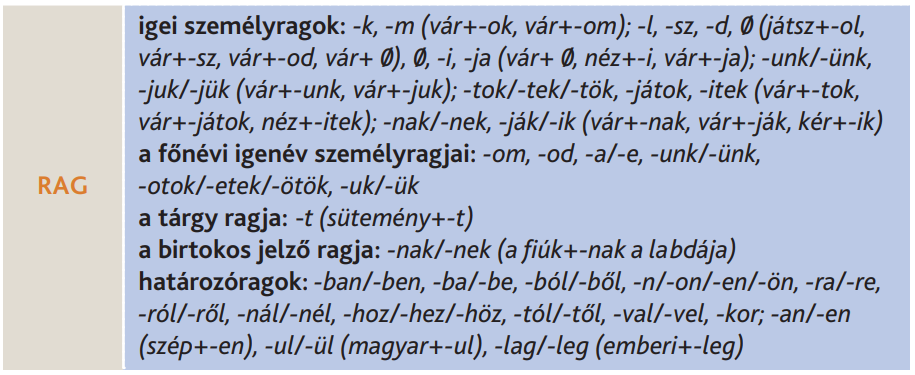 RAG
igei személyragok: -k, -m (vár+-ok, vár+-om); -l, -sz, -d, Ø (játsz+-ol,
vár+-sz, vár+-od, vár+ Ø), Ø, -i, -ja (vár+ Ø, néz+-i, vár+-ja); -unk/-ünk,
-juk/-jük (vár+-unk, vár+-juk); -tok/-tek/-tök, -játok, -itek (vár+-tok,
vár+-játok, néz+-itek); -nak/-nek, -ják/-ik (vár+-nak, vár+-ják, kér+-ik)
a főnévi igenév személyragjai: -om, -od, -a/-e, -unk/-ünk,
-otok/-etek/-ötök, -uk/-ük
a tárgy ragja: -t (sütemény+-t)
a birtokos jelző ragja: -nak/-nek (a fiúk+-nak a labdája)
határozóragok: -ban/-ben, -ba/-be, -ból/-ből, -n/-on/-en/-ön, -ra/-re,
-ról/-ről, -nál/-nél, -hoz/-hez/-höz, -tól/-től, -val/-vel, -kor; -an/-en
(szép+-en), -ul/-ül (magyar+-ul), -lag/-leg (emberi+-leg)